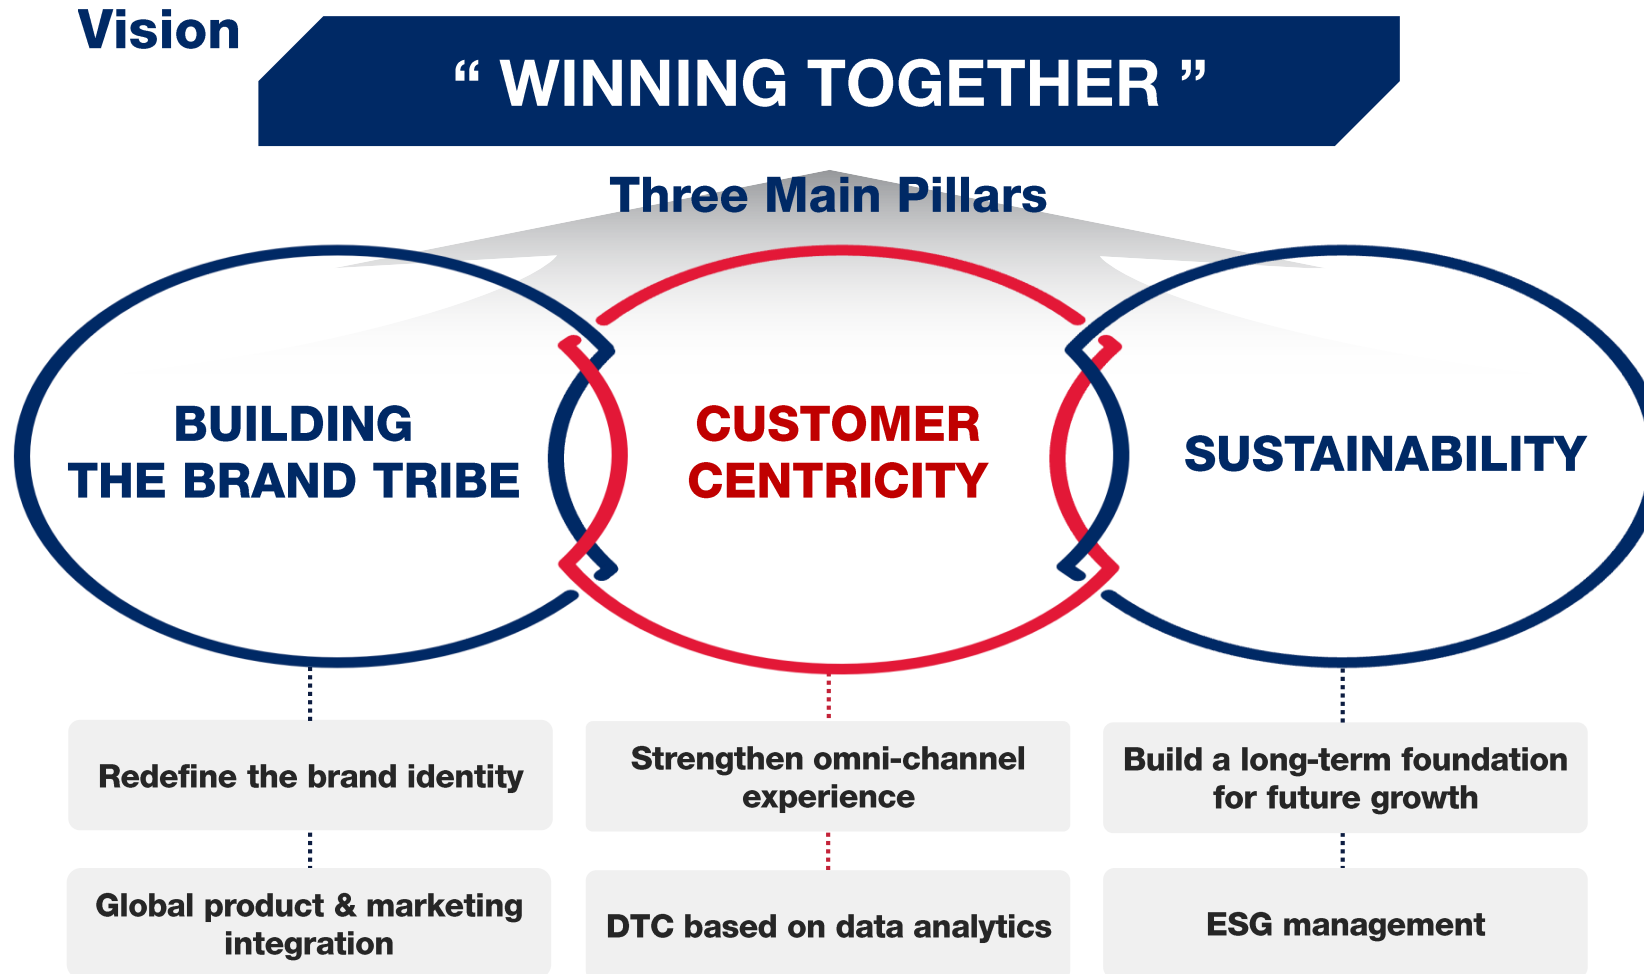 Vision
“ WINNING TOGETHER ”
Three Main Pillars
BUILDING
THE BRAND TRIBE
CUSTOMER
CENTRICITY
SUSTAINABILITY
Redefine the brand identity
Strengthen omni-channel
experience
Build a long-term foundation
for future growth
Global product & marketing
integration
DTC based on data analytics
ESG management